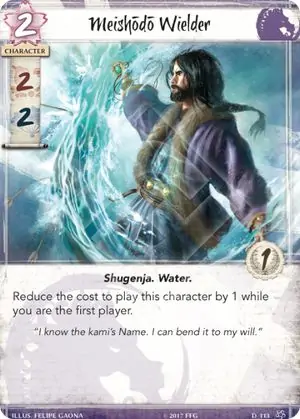 2
Meishōdō Wielder
CHARACTER
2
2
1
Shugenja. Water.
Reduce the cost to play this character by 1 while
you are the first player.
“I know the kami’s Name. I can bend it to my will.”
ILLUS. FELIPE GAONA ©2017 FFG D 113